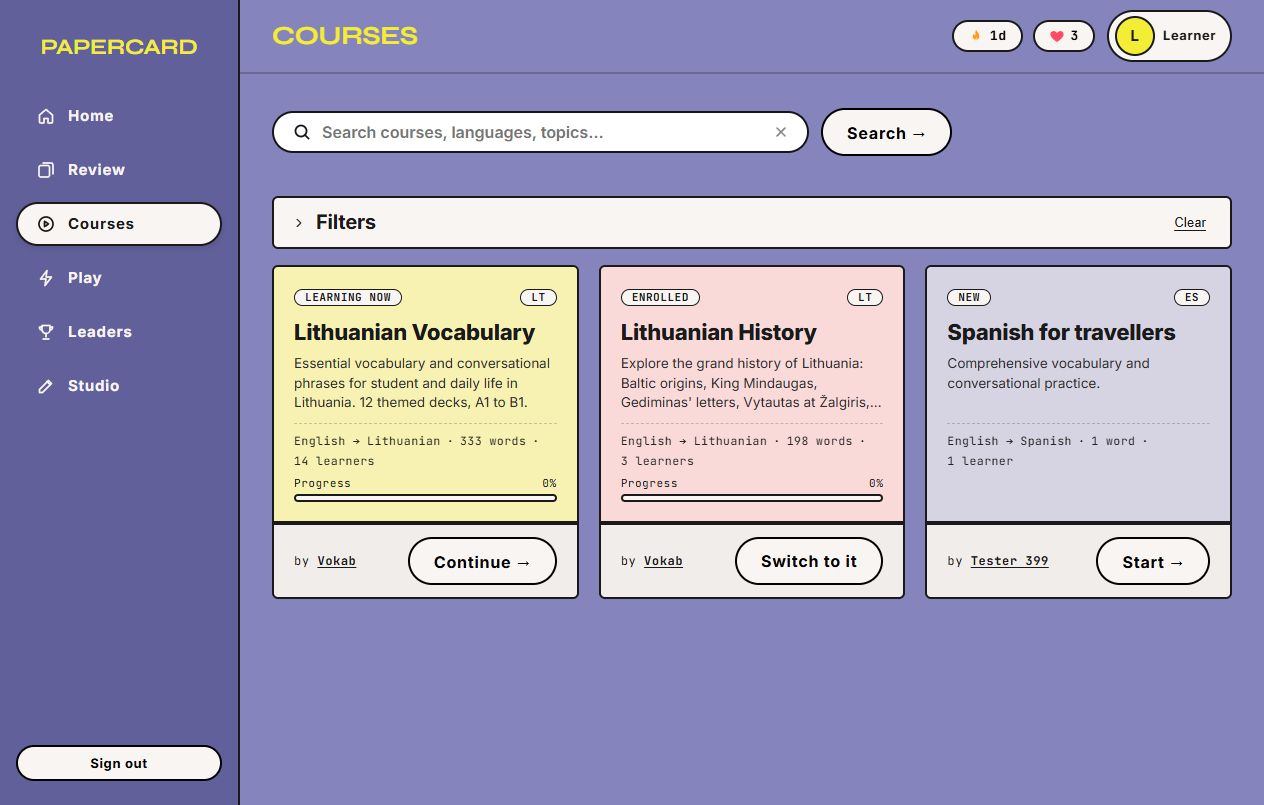 PAPERCARD
Home
Review
Courses
Play
Leaders
Studio
Sign out
COURSES
1d
3
L
Learner
Search courses, languages, topics...
Search →
Filters
Clear
LEARNING NOW
LT
Lithuanian Vocabulary
Essential vocabulary and conversational
phrases for student and daily life in
Lithuania. 12 themed decks, A1 to B1.
English → Lithuanian · 333 words ·
14 learners
Progress
0%
by Vokab
Continue →
ENROLLED
LT
Lithuanian History
Explore the grand history of Lithuania:
Baltic origins, King Mindaugas,
Gediminas' letters, Vytautas at Žalgiris,...
English → Lithuanian · 198 words ·
3 learners
Progress
0%
by Vokab
Switch to it
NEW
ES
Spanish for travellers
Comprehensive vocabulary and
conversational practice.
English → Spanish · 1 word ·
1 learner
by Tester 399
Start →